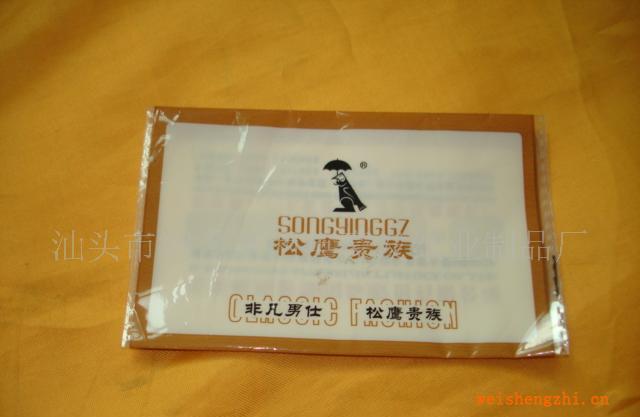 ®
SONGYINGGZ
松鹰贵族
汕头市 业制品厂
CLASSIC FASHION
非凡男仕 松鹰贵族
weishengzhi.cn